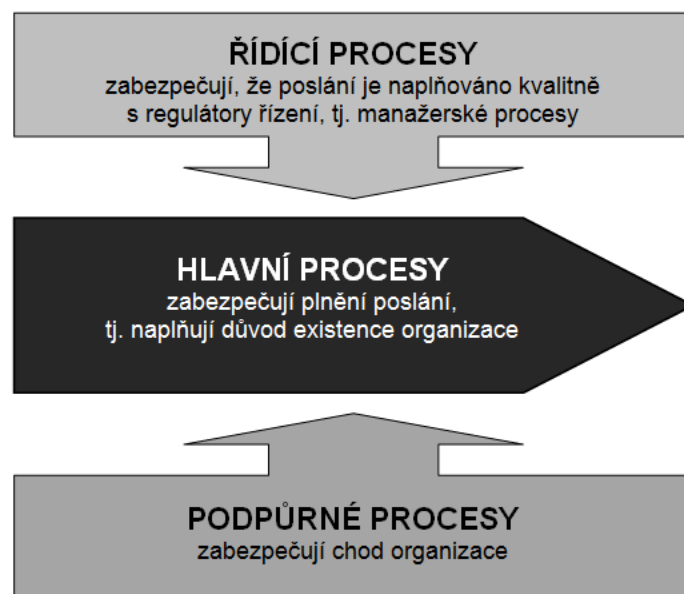 ŘÍDÍCÍ PROCESY
zabezpečují, že poslání je naplňováno kvalitně
s regulátory řízení, tj. manažerské procesy
HLAVNÍ PROCESY
zabezpečují plnění poslání,
tj. naplňují důvod existence organizace
PODPŮRNÉ PROCESY
zabezpečují chod organizace